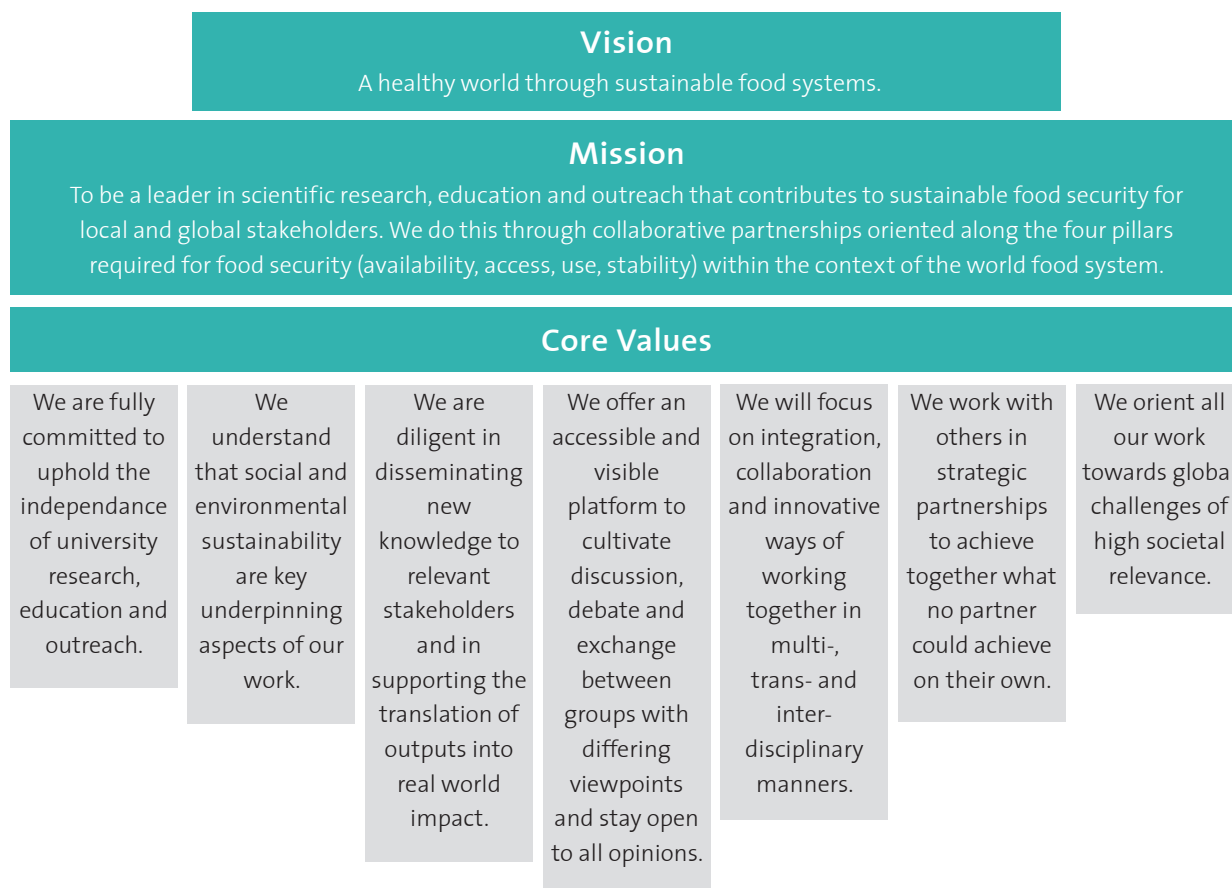 Vision
A healthy world through sustainable food systems.
Mission
To be a leader in scientific research, education and outreach that contributes to sustainable food security for
local and global stakeholders. We do this through collaborative partnerships oriented along the four pillars
required for food security (availability, access, use, stability) within the context of the world food system.
Core Values
We are fully
committed to
uphold the
independance
of university
research,
education and
outreach.
We
understand
that social and
environmental
sustainability
are key
underpinning
aspects of our
work.
We are
diligent in
disseminating
new
knowledge to
relevant
stakeholders
and in
supporting the
translation of
outputs into
real world
impact.
We offer an
accessible and
visible
platform to
cultivate
discussion,
debate and
exchange
between
groups with
differing
viewpoints
and stay open
to all opinions.
We will focus
on integration,
collaboration
and innovative
ways of
working
together in
multi-,
trans- and
inter-
disciplinary
manners.
We work with
others in
strategic
partnerships
to achieve
together what
no partner
could achieve
on their own.
We orient all
our work
towards globa
challenges of
high societal
relevance.